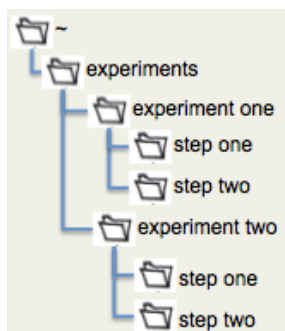 ~
experiments
experiment one
step one
step two
experiment two
step one
step two